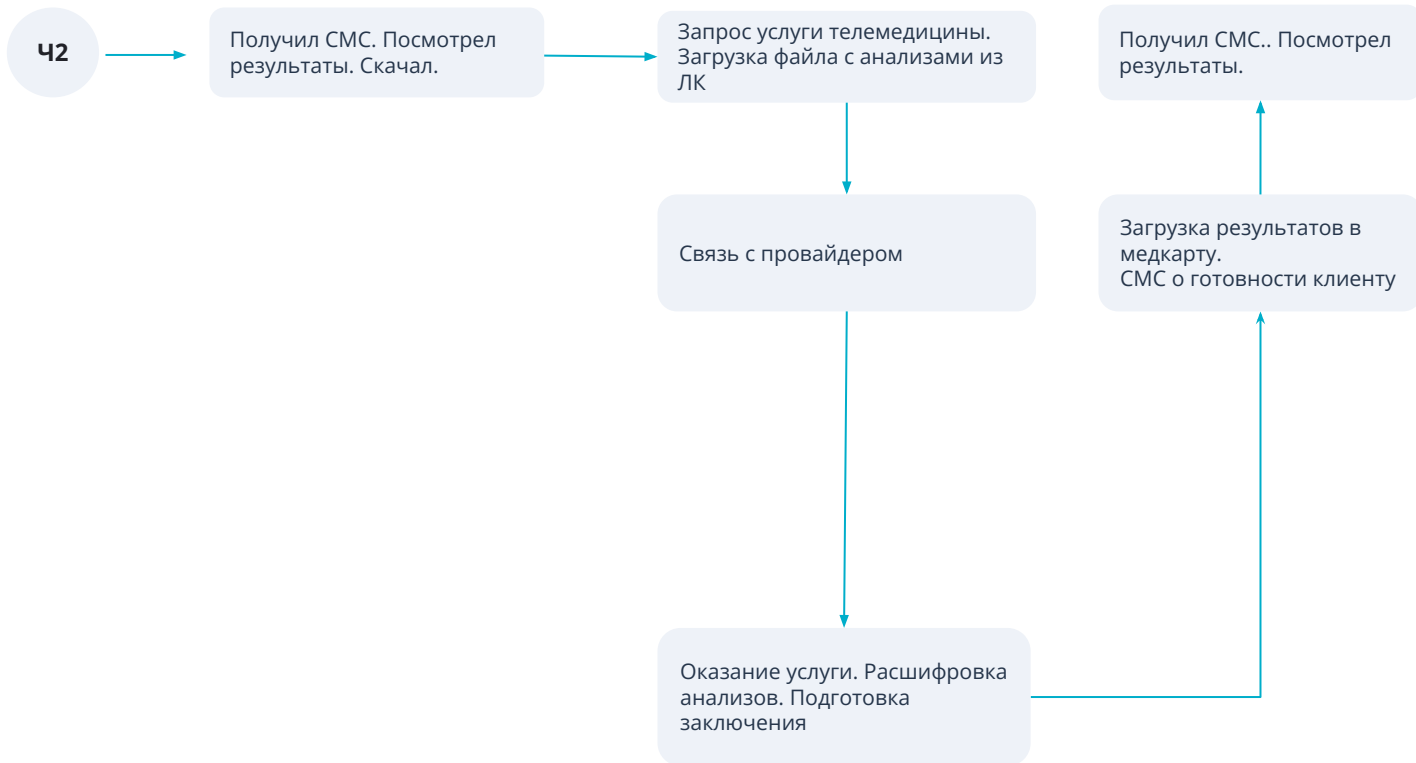 Ч2
Получил СМС. Посмотрел
результаты. Скачал.
Запрос услуги телемедицины.
Загрузка файла с анализами из
ЛК
Получил СМС.. Посмотрел
результаты.
Связь с провайдером
Загрузка результатов в
медкарту.
СМС о готовности клиенту
Оказание услуги. Расшифровка
анализов. Подготовка
заключения